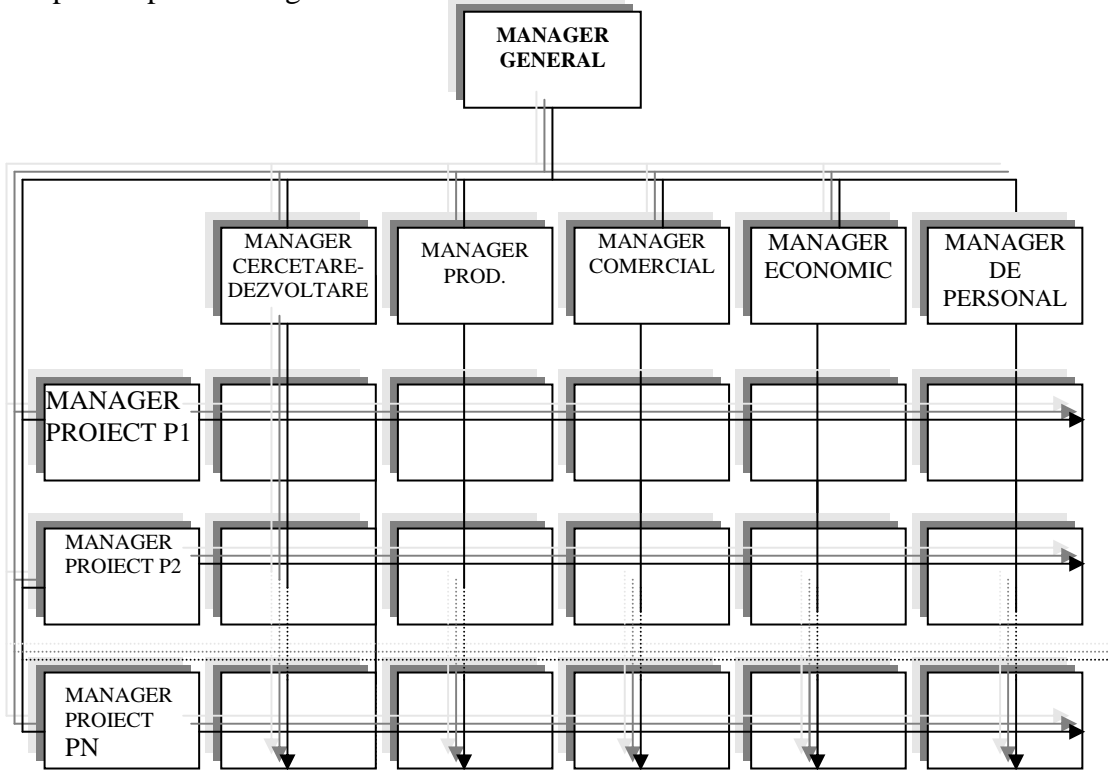 MANAGER
GENERAL
MANAGER
CERCETARE-
DEZVOLTARE
MANAGER
PROD.
MANAGER
COMERCIAL
MANAGER
ECONOMIC
MANAGER
DE
PERSONAL
MANAGER
PROIECT P1
MANAGER
PROIECT P2
MANAGER
PROIECT
PN